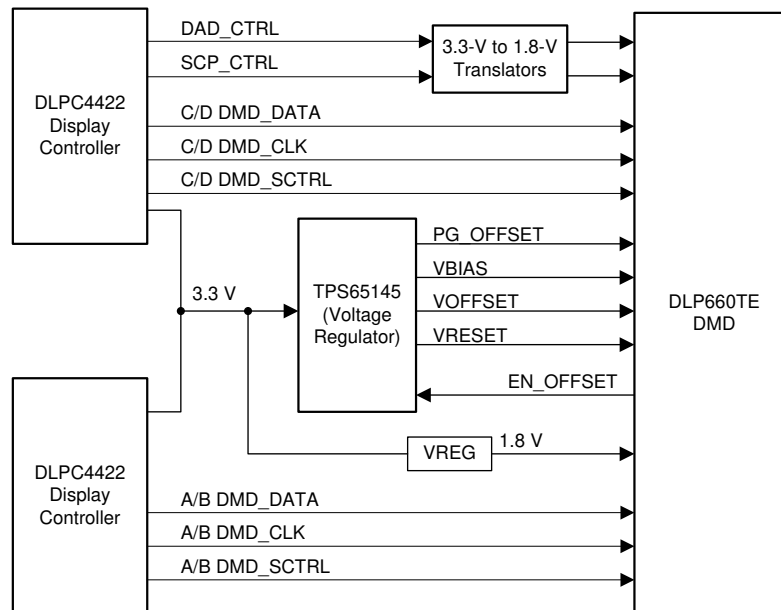 DAD_CTRL
SCP_CTRL
3.3-V to 1.8-V
Translators
DLPC4422
Display
Controller
C/D DMD_DATA
C/D DMD_CLK
C/D DMD_SCTRL
3.3 V
TPS65145
(Voltage
Regulator)
PG_OFFSET
VBIAS
VOFFSET
VRESET
EN_OFFSET
DLP660TE
DMD
VREG
1.8 V
DLPC4422
Display
Controller
A/B DMD_DATA
A/B DMD_CLK
A/B DMD_SCTRL